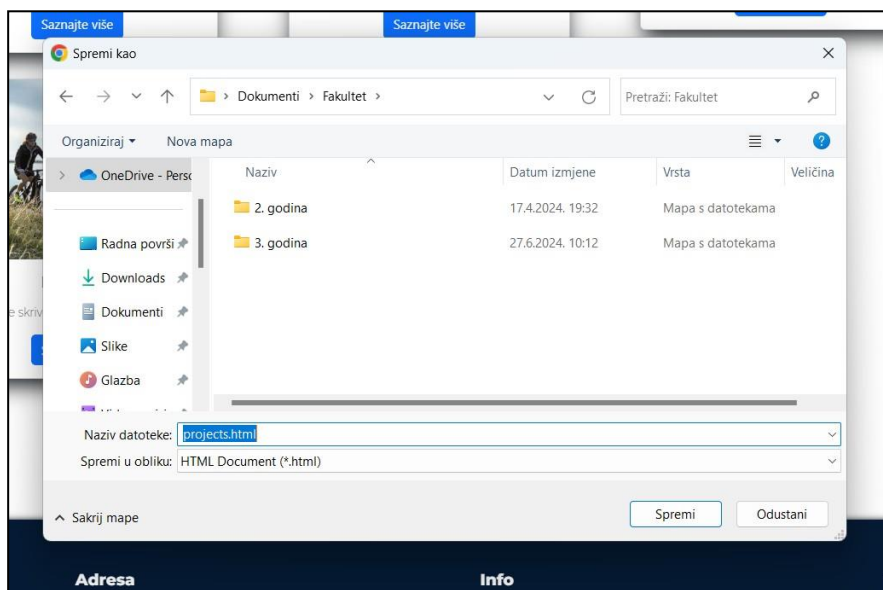 Saznajte više
Saznajte više
Spremi kao
Dokumenti > Fakultet >
Pretraži: Fakultet
Organiziraj
Nova mapa
OneDrive - Perso
Naziv
Datum izmjene
Vrsta
Veličina
2. godina
17.4.2024. 19:32
Mapa s datotekama
3. godina
27.6.2024. 10:12
Mapa s datotekama
Radna površi
Downloads
Dokumenti
Slike
Glazba
e skriv
Naziv datoteke: projects.html
Spremi u obliku: HTML Document (*.html)
Sakrij mape
Spremi
Odustani
Adresa
Info